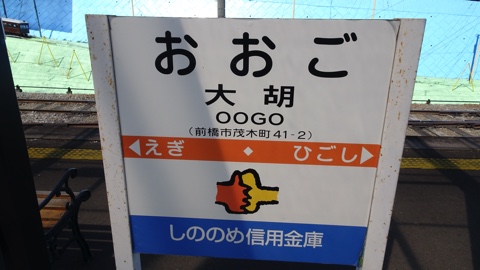 おおご
大胡
OOGO
(前橋市茂木町41-2)
えぎ ひごし
しののめ信用金庫